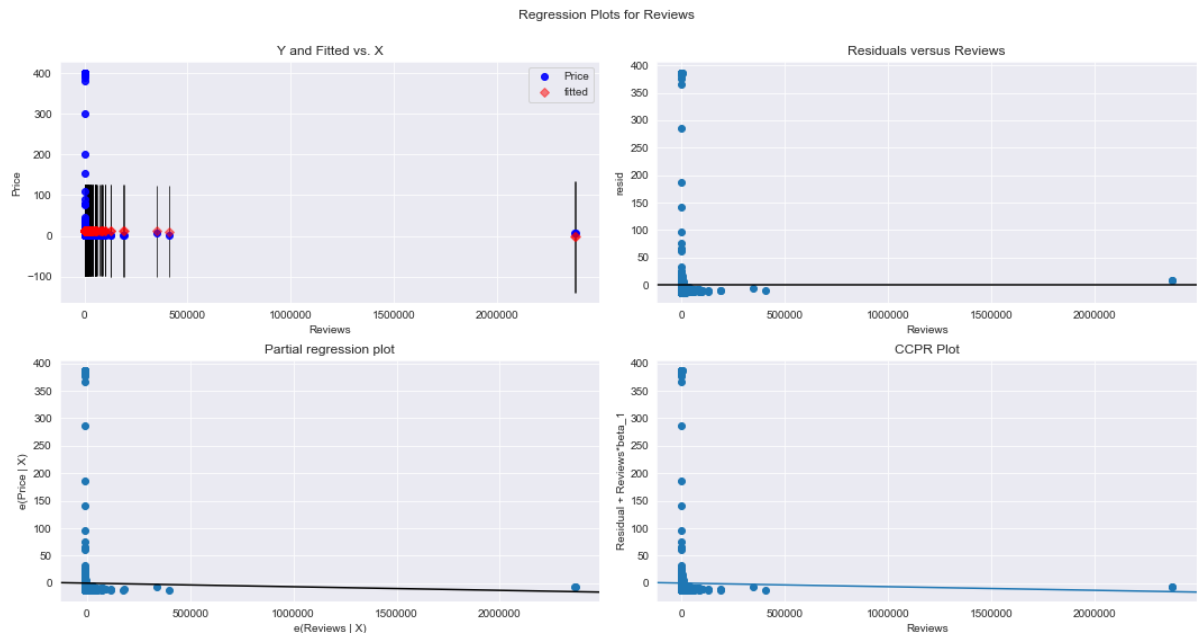 Regression Plots for Reviews
Y and Fitted vs. X
400
300
200
100
0
−100
Price
Price
fitted
0 500000 1000000 1500000 2000000
Reviews
Residuals versus Reviews
400
350
300
250
200
150
100
50
0
resid
0 500000 1000000 1500000 2000000
Reviews
Partial regression plot
400
350
300
250
200
150
100
50
0
e(Price | X)
0 500000 1000000 1500000 2000000
e(Reviews | X)
CCPR Plot
400
350
300
250
200
150
100
50
0
Residual + Reviews*beta_1
0 500000 1000000 1500000 2000000
Reviews